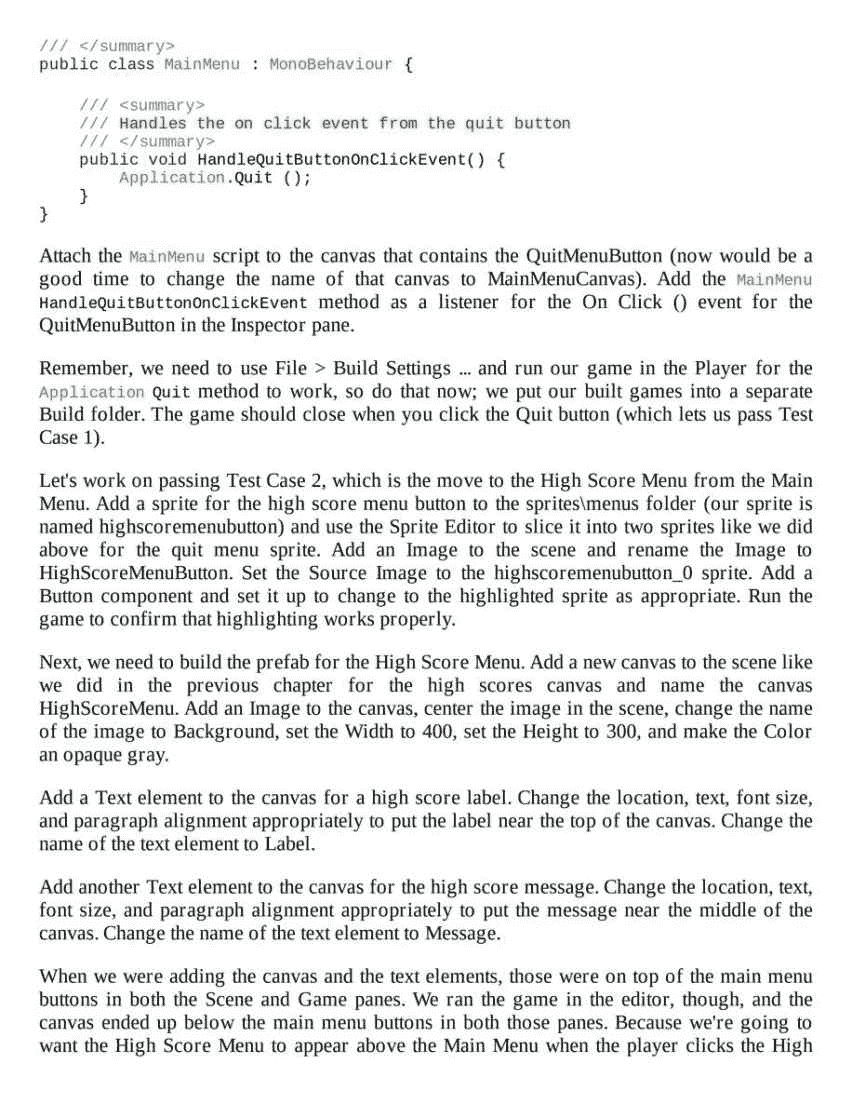 /// </summary>
public class MainMenu : MonoBehaviour {
/// <summary>
/// Handles the on click event from the quit button
/// </summary>
public void HandleQuitButtonOnClickEvent() {
Application.Quit ();
}
}
Attach the MainMenu script to the canvas that contains the QuitMenuButton (now would be a
good time to change the name of that canvas to MainMenuCanvas). Add the MainMenu
HandleQuitButtonOnClickEvent method as a listener for the On Click () event for the
QuitMenuButton in the Inspector pane.
Remember, we need to use File > Build Settings ... and run our game in the Player for the
Application Quit method to work, so do that now; we put our built games into a separate
Build folder. The game should close when you click the Quit button (which lets us pass Test
Case 1).
Let's work on passing Test Case 2, which is the move to the High Score Menu from the Main
Menu. Add a sprite for the high score menu button to the sprites\menus folder (our sprite is
named highscoremenubutton) and use the Sprite Editor to slice it into two sprites like we did
above for the quit menu sprite. Add an Image to the scene and rename the Image to
HighScoreMenuButton. Set the Source Image to the highscoremenubutton_0 sprite. Add a
Button component and set it up to change to the highlighted sprite as appropriate. Run the
game to confirm that highlighting works properly.
Next, we need to build the prefab for the High Score Menu. Add a new canvas to the scene like
we did in the previous chapter for the high scores canvas and name the canvas
HighScoreMenu. Add an Image to the canvas, center the image in the scene, change the name
of the image to Background, set the Width to 400, set the Height to 300, and make the Color
an opaque gray.
Add a Text element to the canvas for a high score label. Change the location, text, font size,
and paragraph alignment appropriately to put the label near the top of the canvas. Change the
name of the text element to Label.
Add another Text element to the canvas for the high score message. Change the location, text,
font size, and paragraph alignment appropriately to put the message near the middle of the
canvas. Change the name of the text element to Message.
When we were adding the canvas and the text elements, those were on top of the main menu
buttons in both the Scene and Game panes. We ran the game in the editor, though, and the
canvas ended up below the main menu buttons in both those panes. Because we're going to
want the High Score Menu to appear above the Main Menu when the player clicks the High